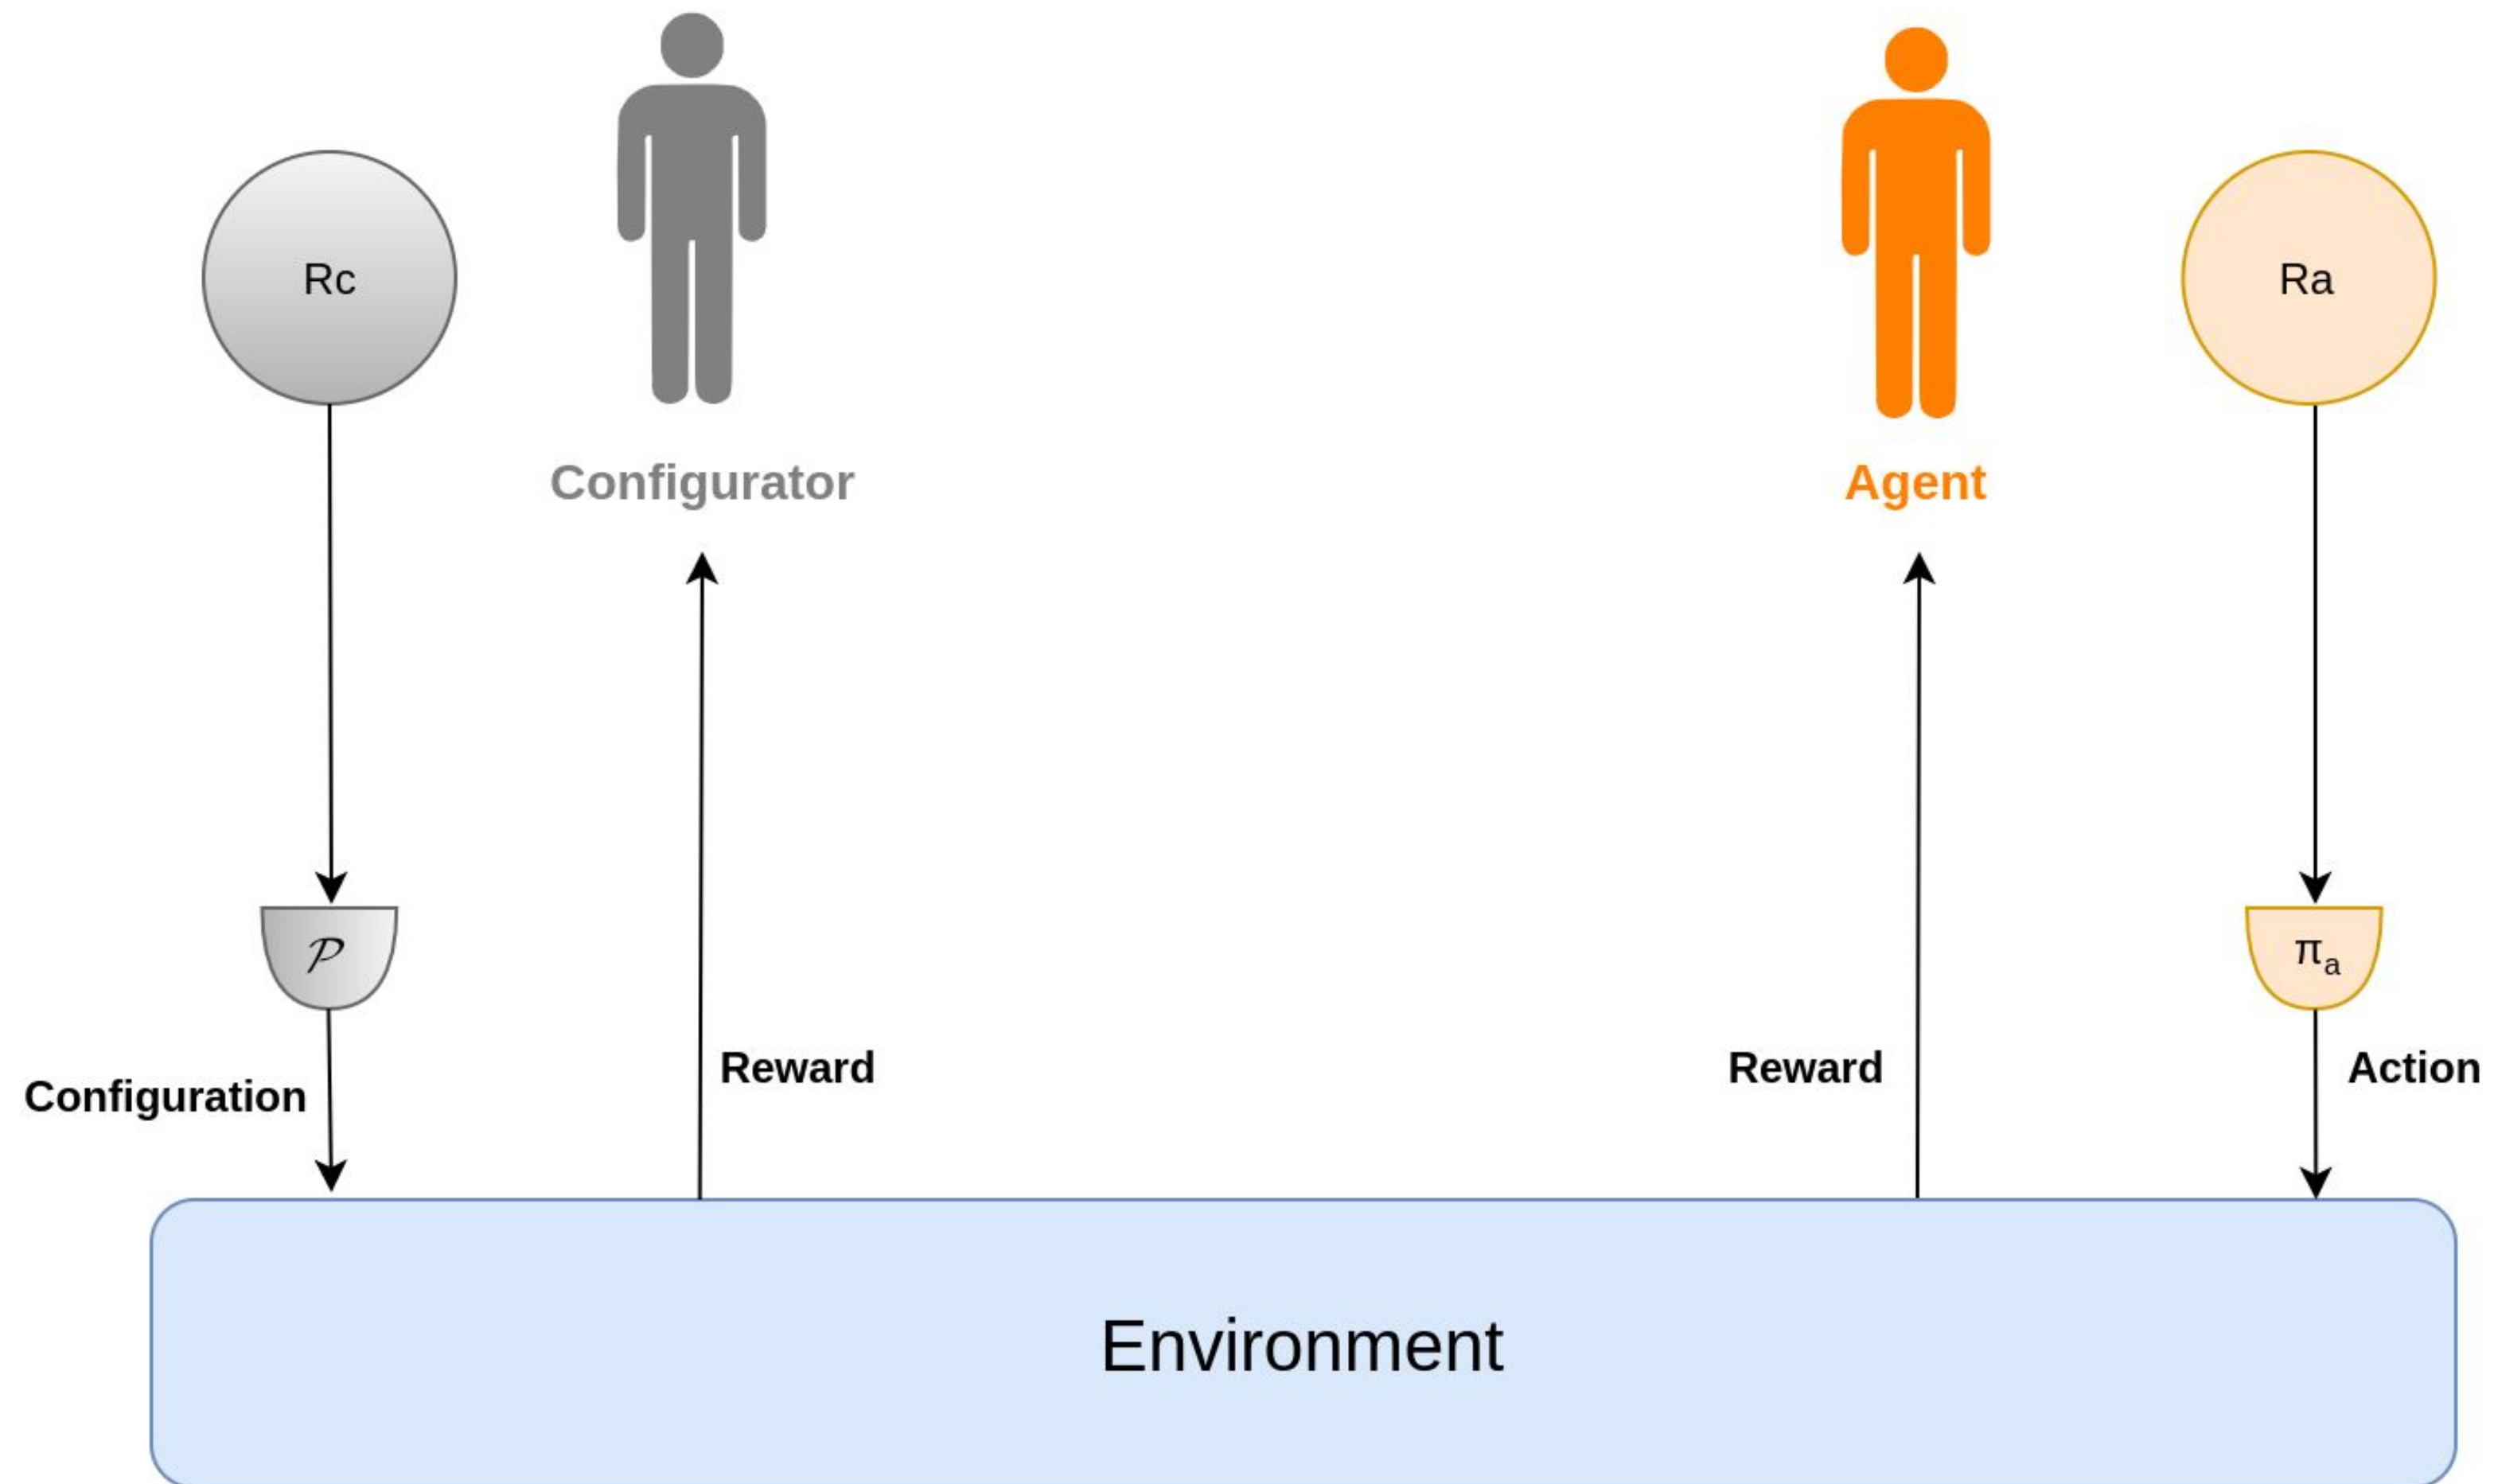 Rc
Ra
Configurator
Agent
𝒫
πa
Configuration
Reward
Reward
Action
Environment